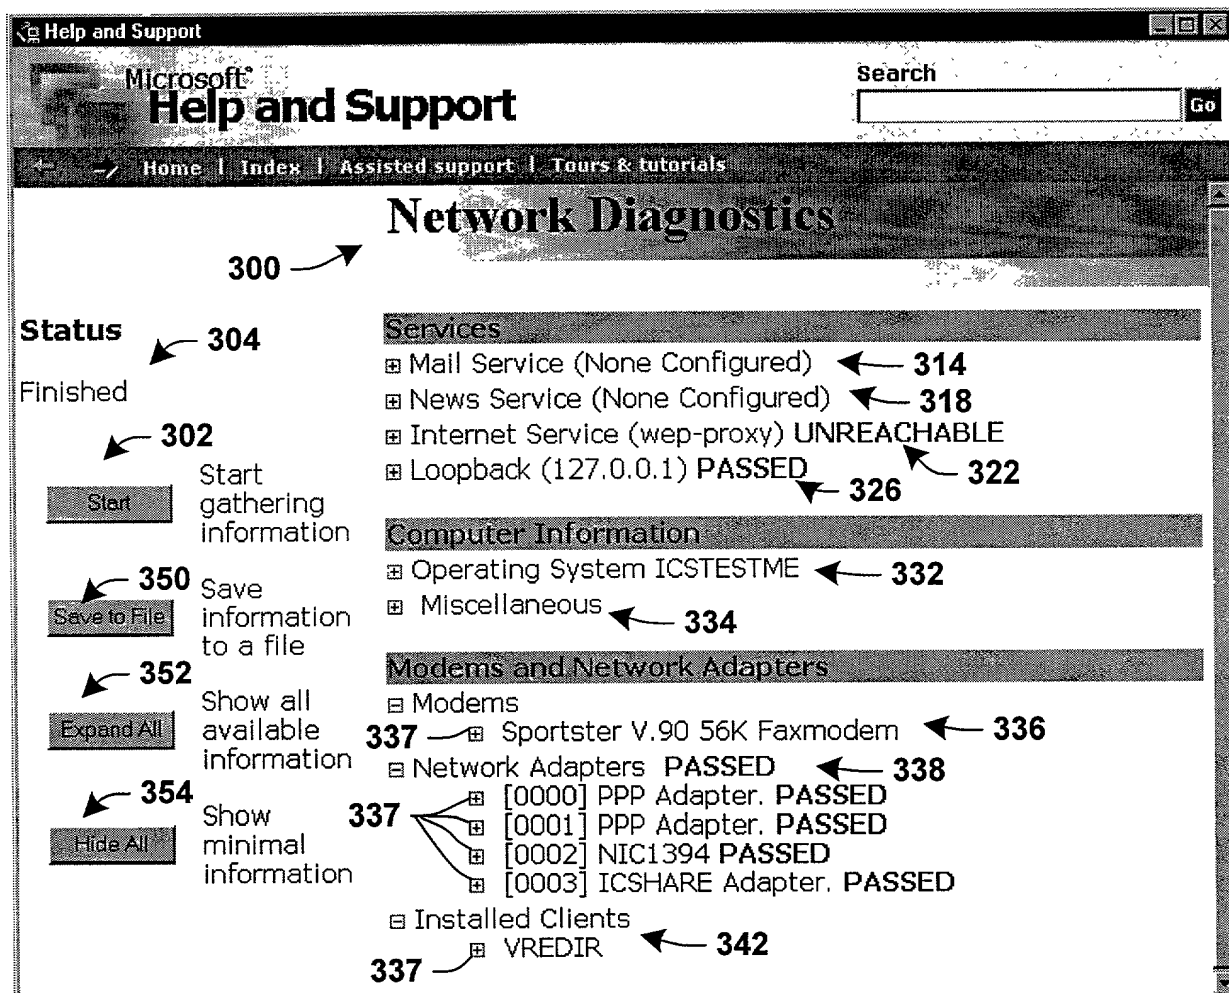 Help and Support
Microsoft®
Help and Support
Search
Go
Home | Index | Assisted support | Tours & tutorials
Network Diagnostics
300
Status
304
Finished
302
Start
Start
gathering
information
350
Save to File
Save
information
to a file
352
Expand All
Show all
available
information
354
Hide All
Show
minimal
information
Services
Mail Service (None Configured) 314
News Service (None Configured) 318
Internet Service (wep-proxy) UNREACHABLE
322
Loopback (127.0.0.1) PASSED
326
Computer Information
Operating System ICSTESTME 332
Miscellaneous
334
Modems and Network Adapters
Modems
337 Sportster V.90 56K Faxmodem 336
Network Adapters PASSED 338
337
[0000] PPP Adapter. PASSED
[0001] PPP Adapter. PASSED
[0002] NIC1394 PASSED
[0003] ICSHARE Adapter. PASSED
Installed Clients
342
337 VREDIR